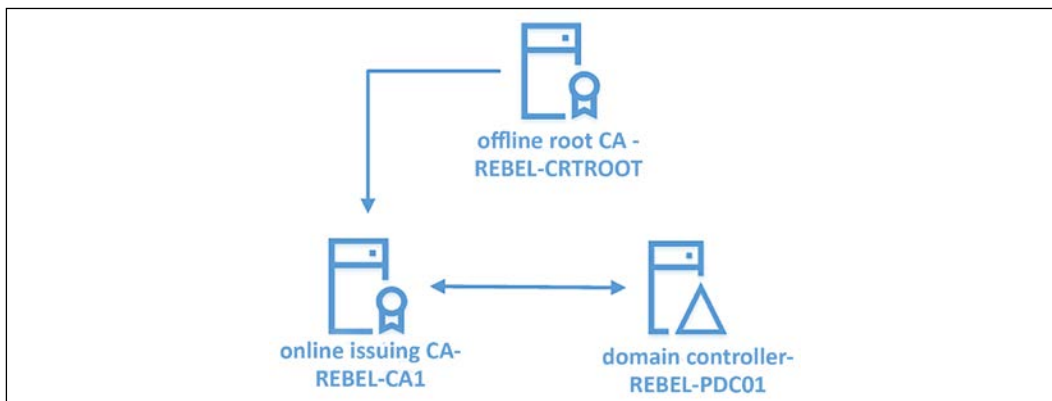 offline root CA -
REBEL-CRTROOT
online issuing CA-
REBEL-CA1
domain controller-
REBEL-PDC01